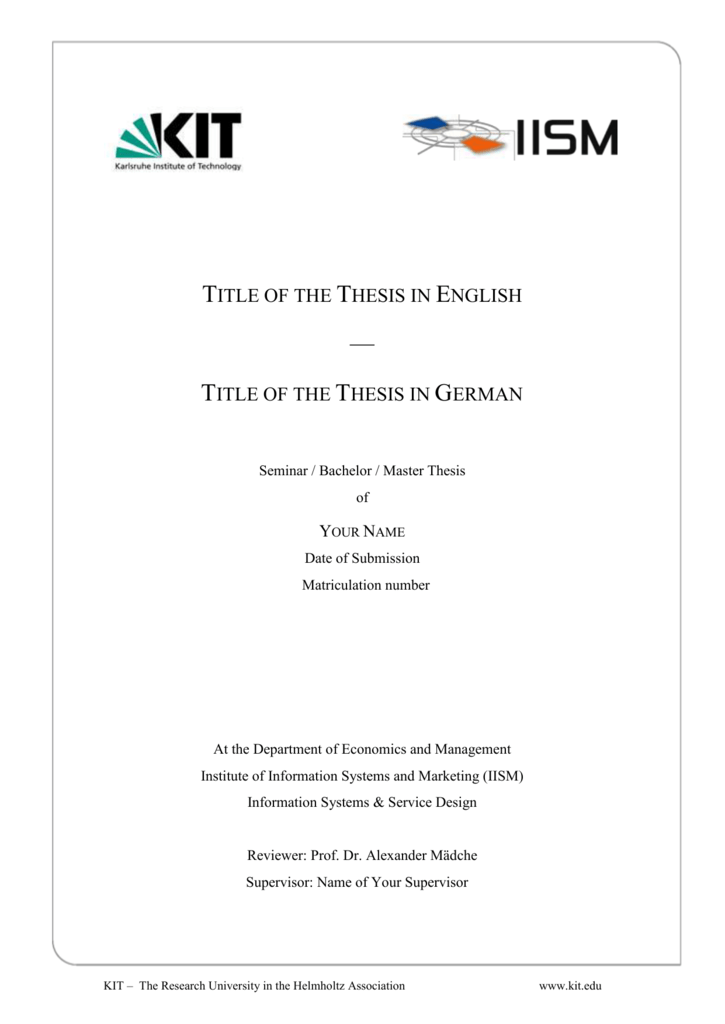 KIT
Karlsruhe Institute of Technology
IISM
TITLE OF THE THESIS IN ENGLISH
—
TITLE OF THE THESIS IN GERMAN
Seminar / Bachelor / Master Thesis
of
YOUR NAME
Date of Submission
Matriculation number
At the Department of Economics and Management
Institute of Information Systems and Marketing (IISM)
Information Systems & Service Design
Reviewer: Prof. Dr. Alexander Mädche
Supervisor: Name of Your Supervisor
KIT – The Research University in the Helmholtz Association www.kit.edu